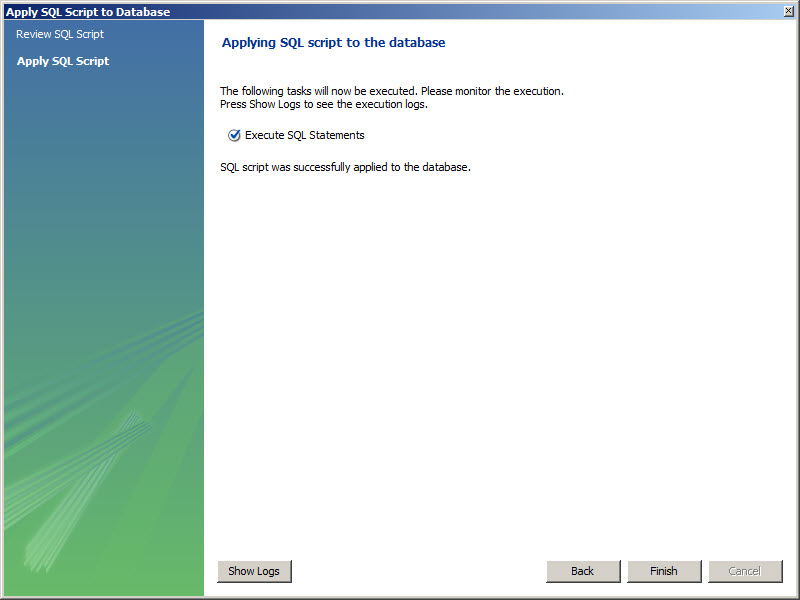 Apply SQL Script to Database
Review SQL Script
Apply SQL Script
Applying SQL script to the database
The following tasks will now be executed. Please monitor the execution.
Press Show Logs to see the execution logs.
Execute SQL Statements
SQL script was successfully applied to the database.
Show Logs
Back
Finish
Cancel